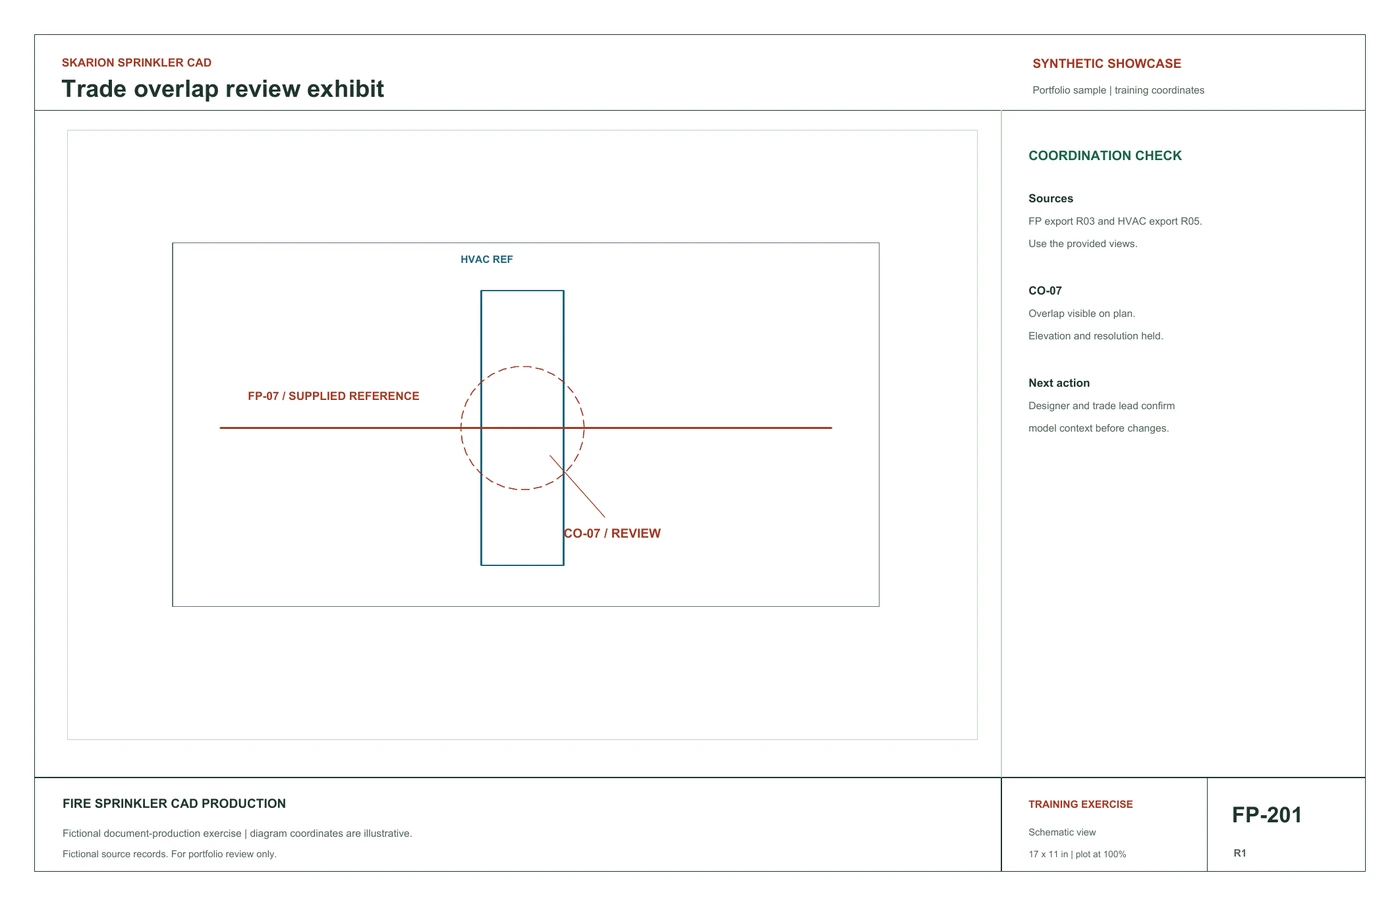 SKARION SPRINKLER CAD
Trade overlap review exhibit
SYNTHETIC SHOWCASE
Portfolio sample | training coordinates
HVAC REF
FP-07 / SUPPLIED REFERENCE
CO-07 / REVIEW
COORDINATION CHECK
Sources
FP export R03 and HVAC export R05.
Use the provided views.
CO-07
Overlap visible on plan.
Elevation and resolution held.
Next action
Designer and trade lead confirm
model context before changes.
FIRE SPRINKLER CAD PRODUCTION
Fictional document-production exercise | diagram coordinates are illustrative.
Fictional source records. For portfolio review only.
TRAINING EXERCISE
Schematic view
17 x 11 in | plot at 100%
FP-201
R1